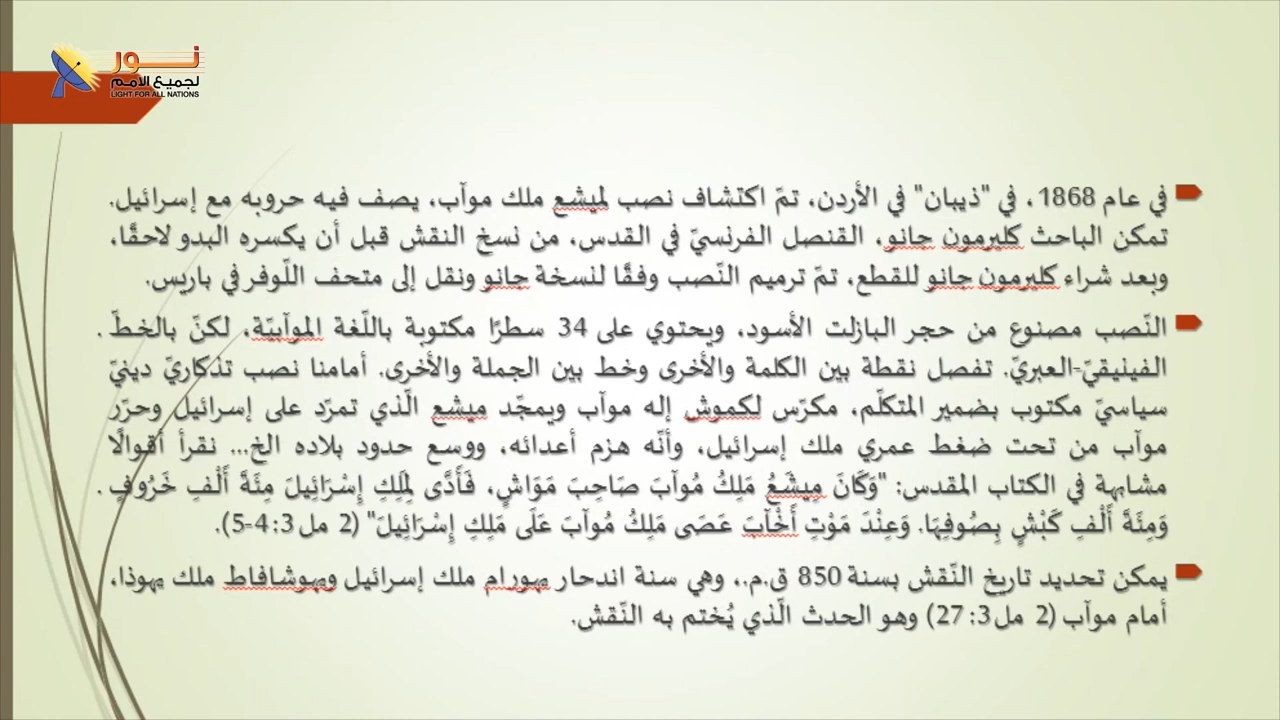 نور
لجميع الأمم
LIGHT FOR ALL NATIONS
في عام 1868، في "ذيبان" في الأردن، تمّ اكتشاف نصب لميشع ملك موآب، يصف فيه حروبه مع إسرائيل.
تمكن الباحث كليرمون جانو، القنصل الفرنسيّ في القدس، من نسخ النقش قبل أن يكسره البدو لاحقًا،
وبعد شراء كليرمون جانو للقطع، تمّ ترميم النّصب وفقًا لنسخة جانو ونقل إلى متحف اللّوفر في باريس.
النّصب مصنوع من حجر البازلت الأسود، ويحتوي على 34 سطرًا مكتوبة باللّغة الموآبيّة، لكنّ بالخطّ .
الفينيقيّ-العبريّ. تفصل نقطة بين الكلمة والأخرى وخط بين الجملة والأخرى. أمامنا نصب تذكاريّ دينيّ
سياسيّ مكتوب بضمير المتكلّم، مكرّس لكموش إله موآب ويمجّد ميشع الّذي تمرّد على إسرائيل وحرّر
موآب من تحت ضغط عمري ملك إسرائيل، وأنّه هزم أعدائه، ووسع حدود بلاده الخ... نقرأ أقوالًا
مشابهة في الكتاب المقدس: "وَكَانَ مِيشَعُ مَلِكُ مُوآبَ صَاحِبَ مَوَاشٍ، فَأَدَّى لِمَلِكِ إِسْرَائِيلَ مِئَةَ أَلْفِ خَرُوفٍ .
وَمِئَةَ أَلْفِ كَبْشٍ بِصُوفِهَا. وَعِنْدَ مَوْتِ أَخْآبَ عَصَى مَلِكُ مُوآبَ عَلَى مَلِكِ إِسْرَائِيلَ" (2 مل3: 4-5).
يمكن تحديد تاريخ النّقش بسنة 850 ق.م.، وهي سنة اندحار يهورام ملك إسرائيل ويهوشافاط ملك يهوذا،
أمام موآب (2 مل3: 27) وهو الحدث الّذي يُختم به النّقش.